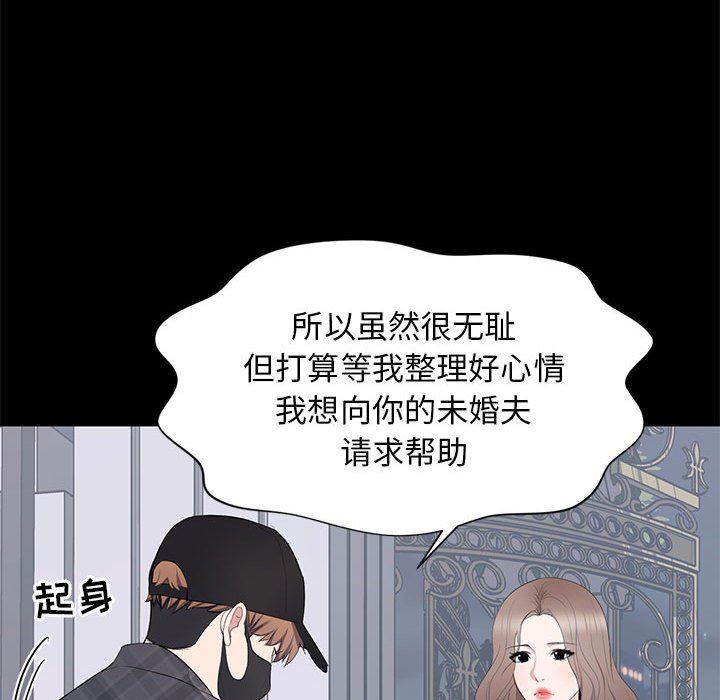 所以虽然很无耻
但打算等我整理好心情
我想向你的未婚夫
请求帮助
起身